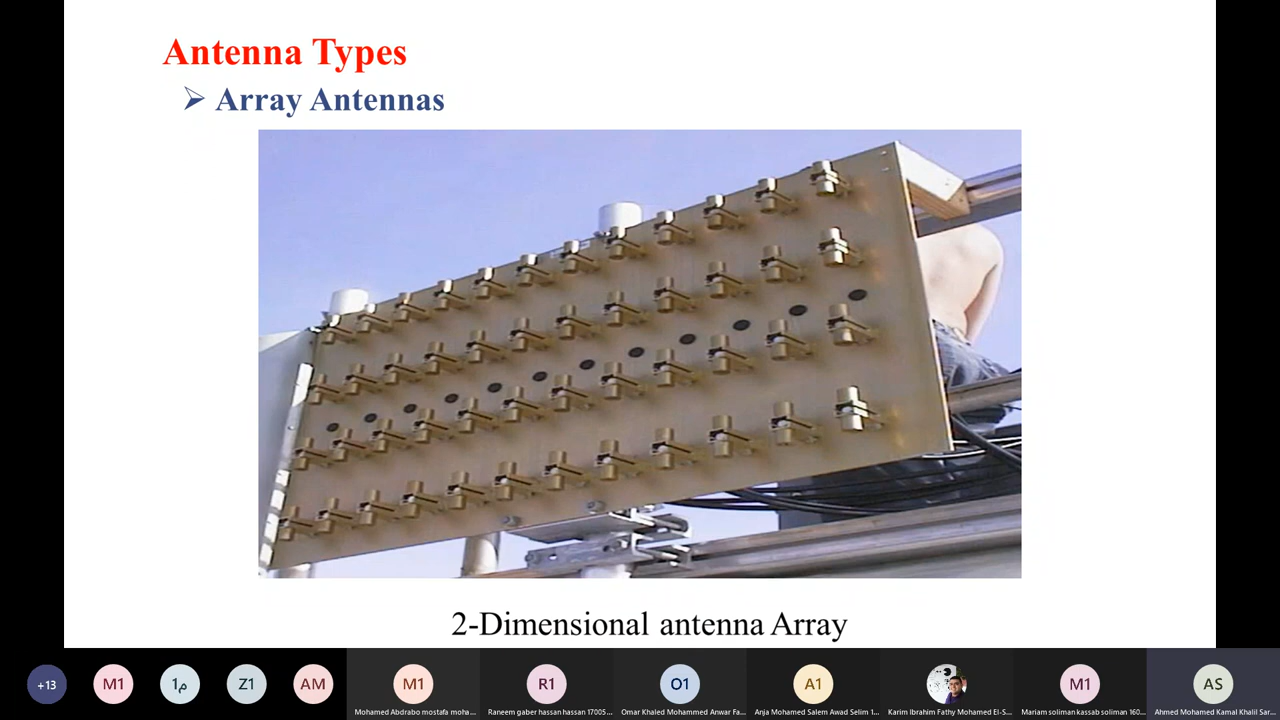 Antenna Types
➢ Array Antennas
2-Dimensional antenna Array
+13
M1
م1
Z1
AM
M1
R1
O1
A1
M1
AS
Mohamed Abdrabo mostafa moha...
Raneem gaber hassan hassan 17005...
Omar Khaled Mohammed Anwar Fa...
Anja Mohamed Salem Awad Selim 1...
Karim Ibrahim Fathy Mohamed El-S...
Mariam soliman kassab soliman 160...
Ahmed Mohamed Kamal Khalil Sar...